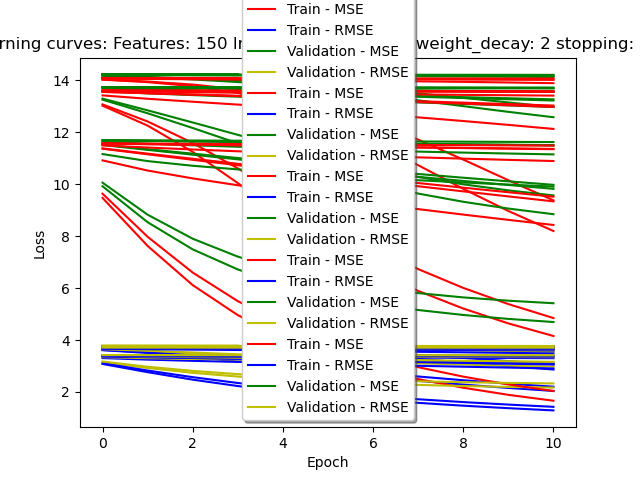 Train - MSE
Train - RMSE
rning curves: Features: 150 weight_decay: 2 stopping:
Validation - MSE
Validation - RMSE
Train - MSE
Train - RMSE
Validation - MSE
Validation - RMSE
Train - MSE
Train - RMSE
Validation - MSE
Validation - RMSE
Train - MSE
Train - RMSE
Validation - MSE
Validation - RMSE
Train - MSE
Train - RMSE
Validation - MSE
Validation - RMSE
14
12
10
8
6
4
2
Loss
0 2 4 6 8 10
Epoch